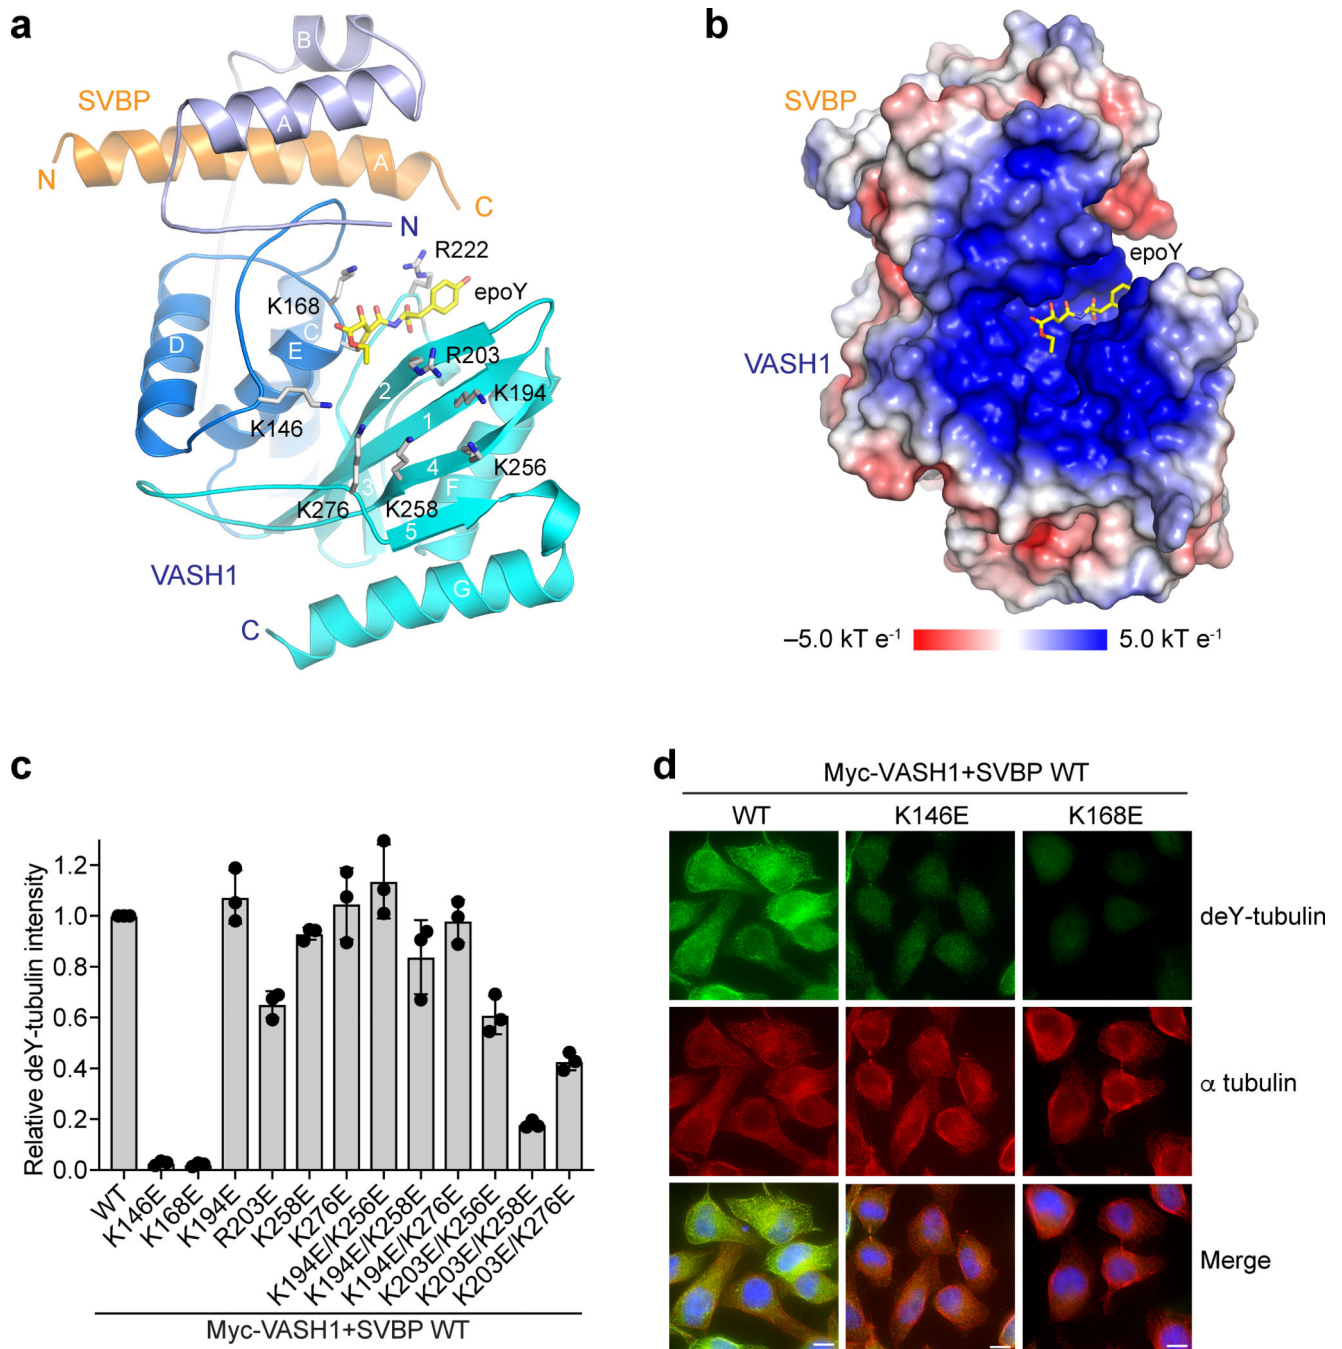 a
SVBP
B
A
A
N
C
N
R222
epoY
K168
C
D
E
R203
2
K194
1
K146
4
K256
3
F
K276
K258
5
VASH1
G
C
b
SVBP
epoY
VASH1
–5.0 kT e-1
5.0 kT e-1
c
Relative deY-tubulin intensity
1.2
1.0
0.8
0.6
0.4
0.2
0.0
WT
K146E
K168E
K194E
R203E
K258E
K276E
K194E/K256E
K194E/K258E
K194E/K276E
K203E/K256E
K203E/K258E
K203E/K276E
Myc-VASH1+SVBP WT
d
Myc-VASH1+SVBP WT
WT
K146E
K168E
deY-tubulin
α tubulin
Merge